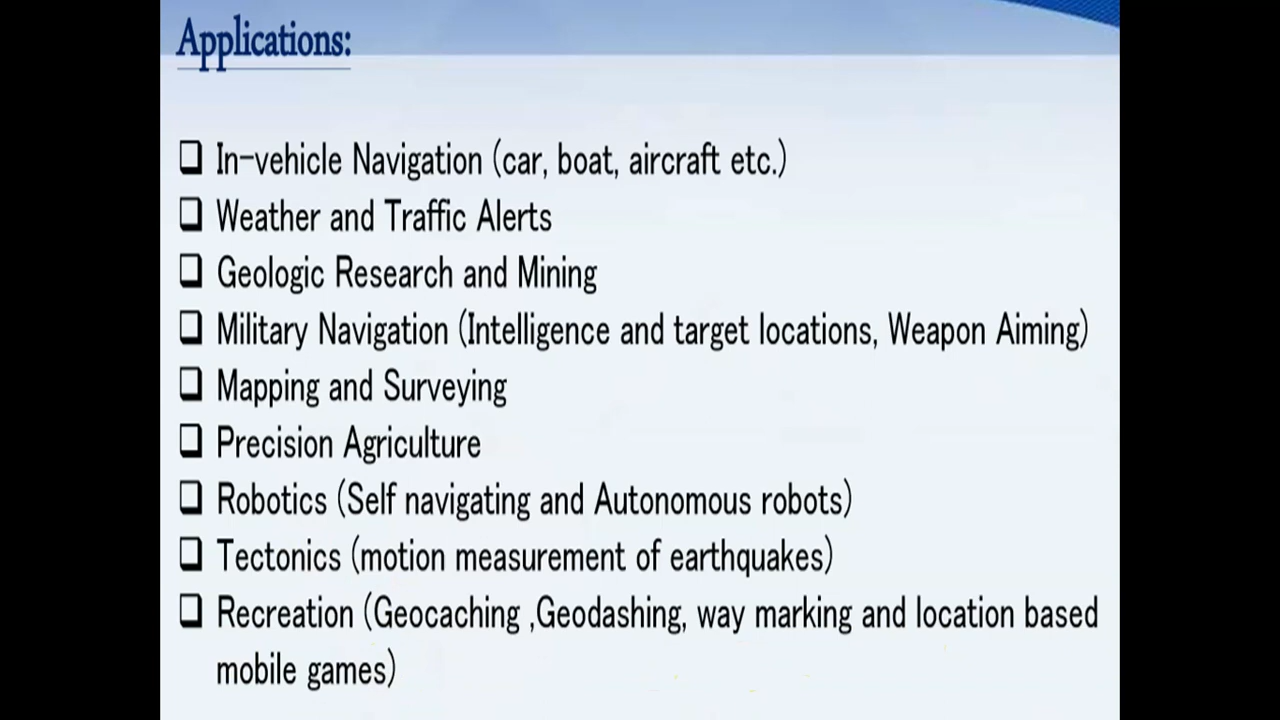 Applications:
❑ In-vehicle Navigation (car, boat, aircraft etc.)
❑ Weather and Traffic Alerts
❑ Geologic Research and Mining
❑ Military Navigation (Intelligence and target locations, Weapon Aiming)
❑ Mapping and Surveying
❑ Precision Agriculture
❑ Robotics (Self navigating and Autonomous robots)
❑ Tectonics (motion measurement of earthquakes)
❑ Recreation (Geocaching ,Geodashing, way marking and location based
mobile games)